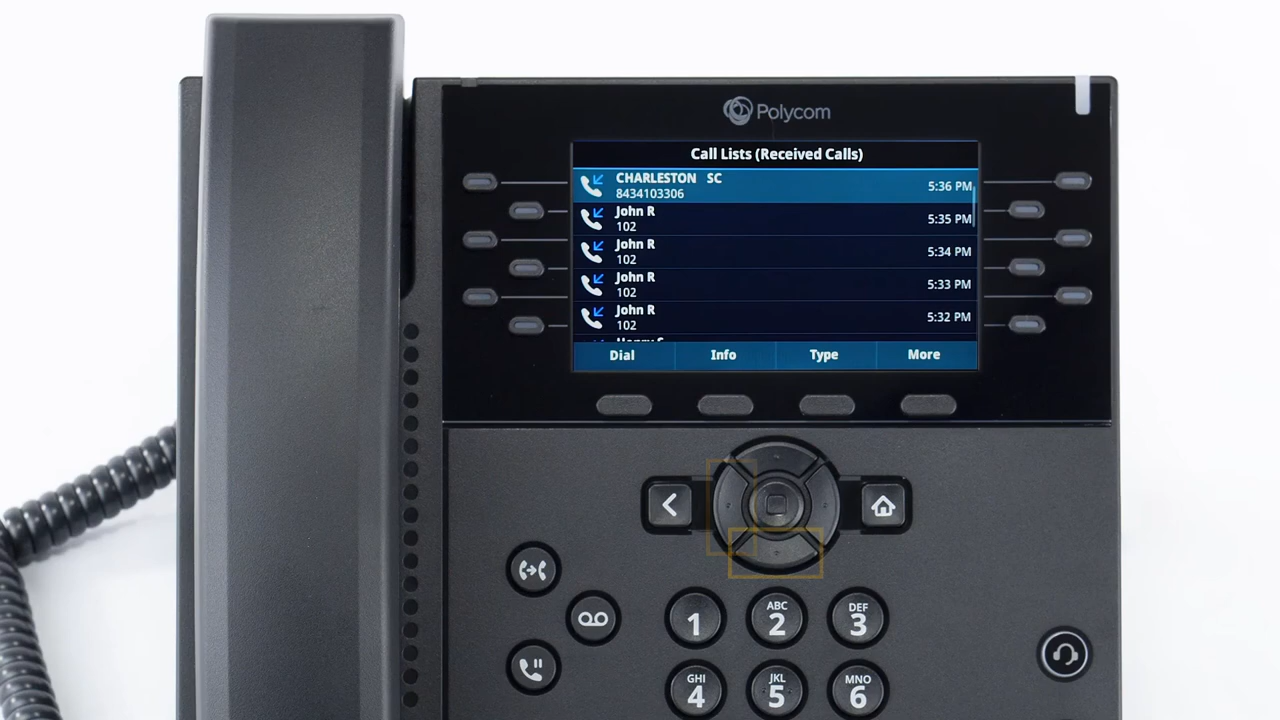 Polycom
Call Lists (Received Calls)
CHARLESTON SC
8434103306
5:36 PM
John R
102
5:35 PM
John R
102
5:34 PM
John R
102
5:33 PM
John R
102
5:32 PM
Dial Info Type More
1
ABC
2
DEF
3
GHI
4
JKL
5
MNO
6